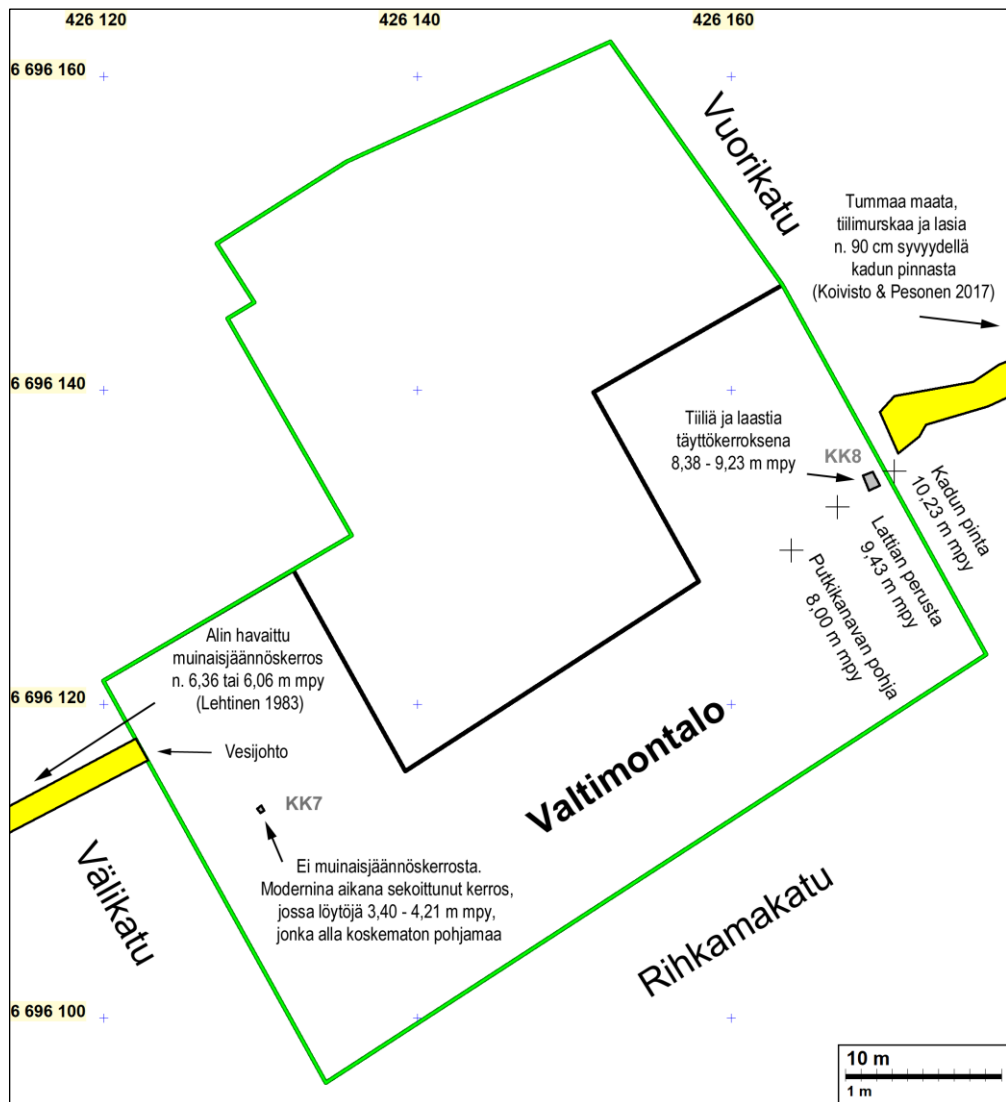 426 120
426 140
426 160
6 696 160
Vuorikatu
Tummaa maata,
tiilimurskaa ja lasia
n. 90 cm syvyydellä
kadun pinnasta
(Koivisto & Pesonen 2017)
6 696 140
Tiiliä ja laastia
täyttökerroksena
8,38 - 9,23 m mpy
KK8
Kadun pinta
10,23 m mpy
Lattian perusta
9,43 m mpy
Putkikanavan pohja
8,00 m mpy
Alin havaittu
muinaisjäännöskerros
n. 6,36 tai 6,06 m mpy
(Lehtinen 1983)
6 696 120
Vesijohto
Valtimontalo
KK7
Ei muinaisjäännöskerrosta.
Modernina aikana sekoittunut kerros,
jossa löytöjä 3,40 - 4,21 m mpy,
jonka alla koskematon pohjamaa
Välikatu
Rihkamakatu
6 696 100
10 m
1 m